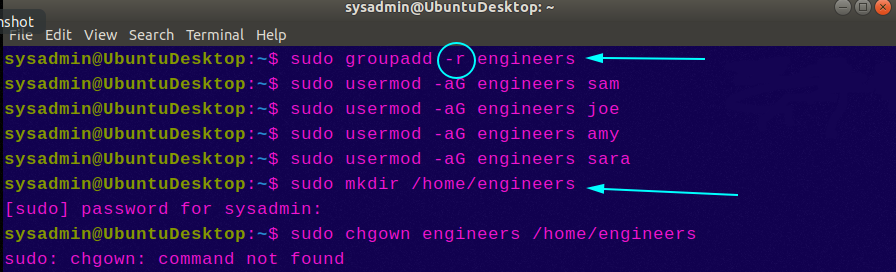 sysadmin@UbuntuDesktop: ~
nshot
File Edit View Search Terminal Help
sysadmin@UbuntuDesktop:~$ sudo groupadd -r engineers
sysadmin@UbuntuDesktop:~$ sudo usermod -aG engineers sam
sysadmin@UbuntuDesktop:~$ sudo usermod -aG engineers joe
sysadmin@UbuntuDesktop:~$ sudo usermod -aG engineers amy
sysadmin@UbuntuDesktop:~$ sudo usermod -aG engineers sara
sysadmin@UbuntuDesktop:~$ sudo mkdir /home/engineers
[sudo] password for sysadmin:
sysadmin@UbuntuDesktop:~$ sudo chgown engineers /home/engineers
sudo: chgown: command not found